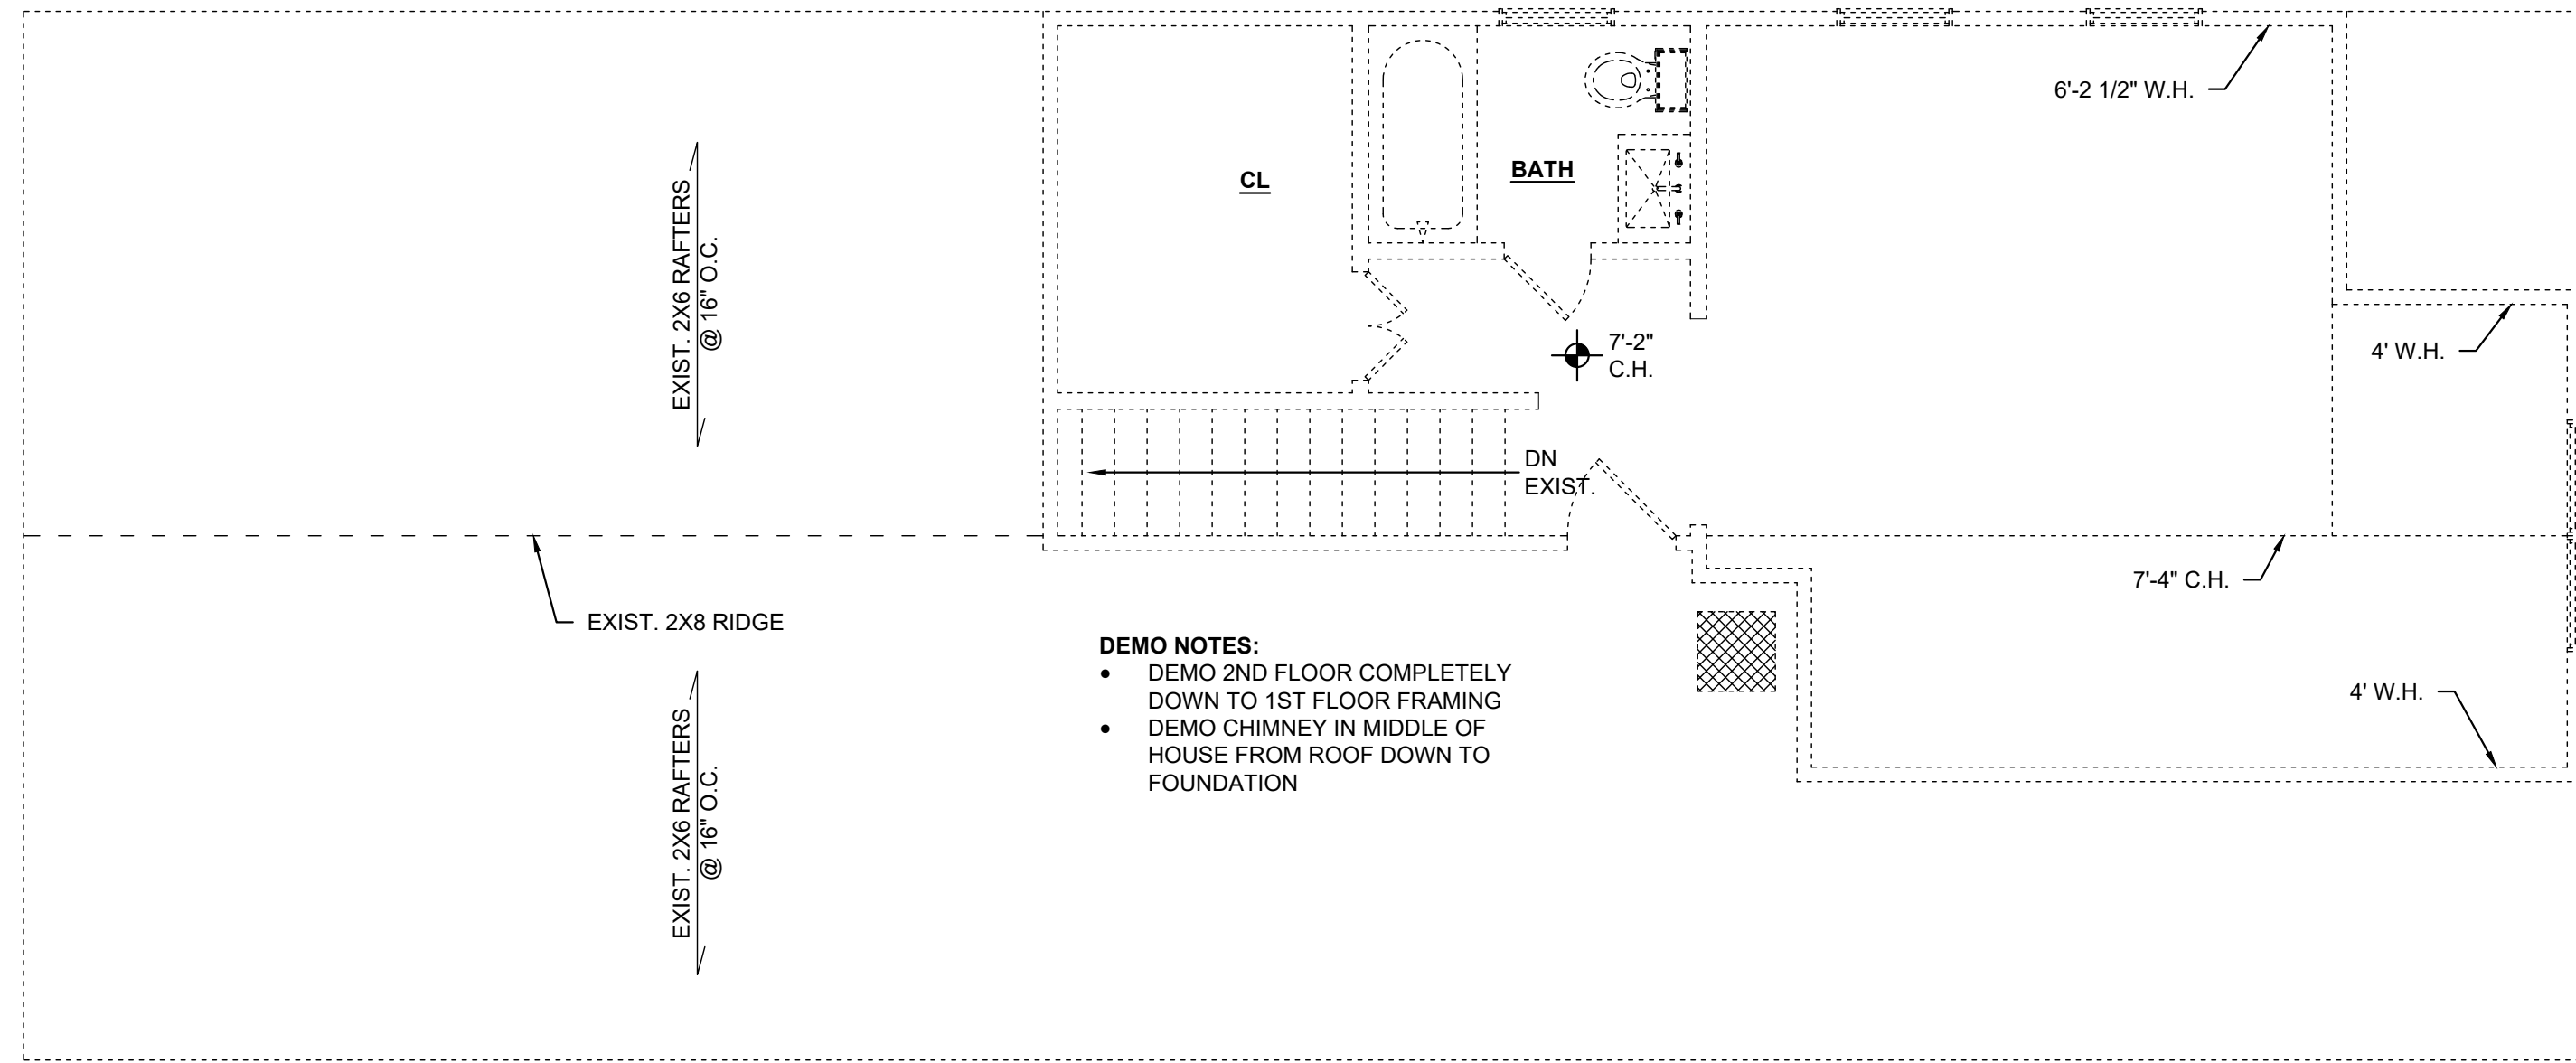 6'-2 1/2" W.H.
CL
BATH
EXIST. 2X6 RAFTERS
@ 16" O.C.
7'-2"
C.H.
4' W.H.
DN
EXIST.
7'-4" C.H.
EXIST. 2X8 RIDGE
DEMO NOTES:
● DEMO 2ND FLOOR COMPLETELY
DOWN TO 1ST FLOOR FRAMING
● DEMO CHIMNEY IN MIDDLE OF
HOUSE FROM ROOF DOWN TO
FOUNDATION
4' W.H.
EXIST. 2X6 RAFTERS
@ 16" O.C.